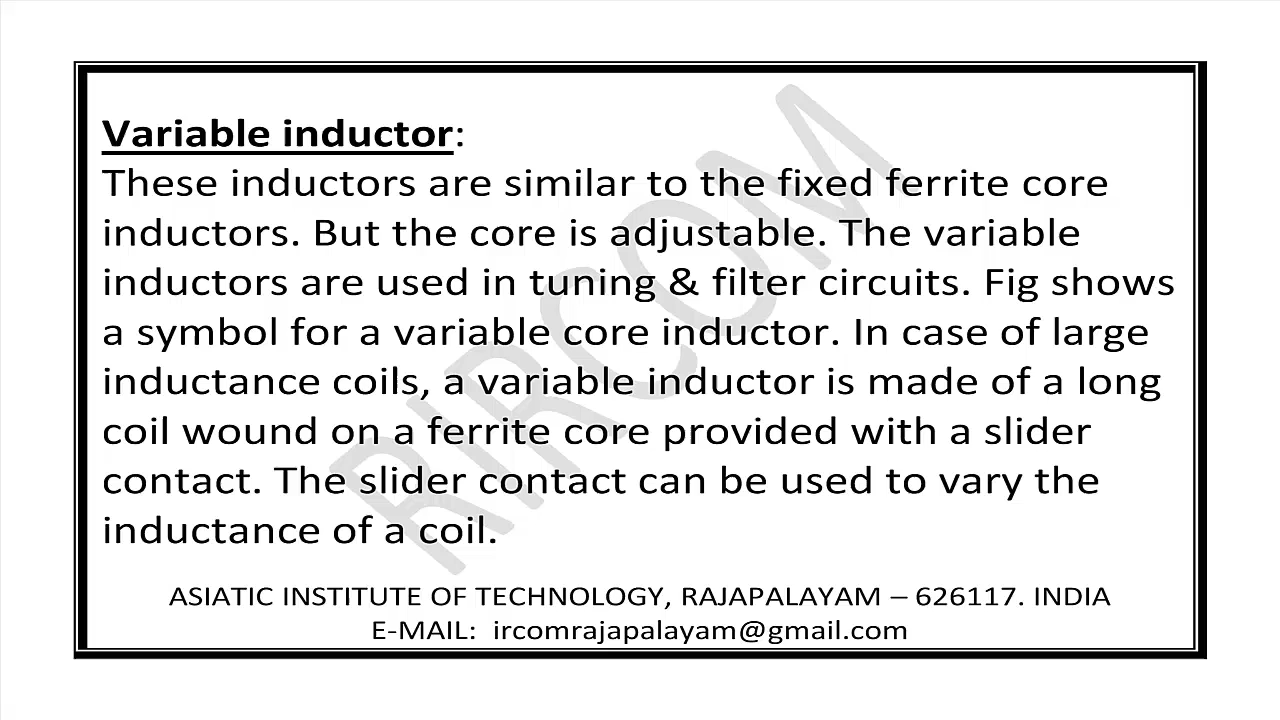 Variable inductor:
These inductors are similar to the fixed ferrite core
inductors. But the core is adjustable. The variable
inductors are used in tuning & filter circuits. Fig shows
a symbol for a variable core inductor. In case of large
inductance coils, a variable inductor is made of a long
coil wound on a ferrite core provided with a slider
contact. The slider contact can be used to vary the
inductance of a coil.
ASIATIC INSTITUTE OF TECHNOLOGY, RAJAPALAYAM – 626117. INDIA
E-MAIL:  ircomrajapalayam@gmail.com
RIRCOM